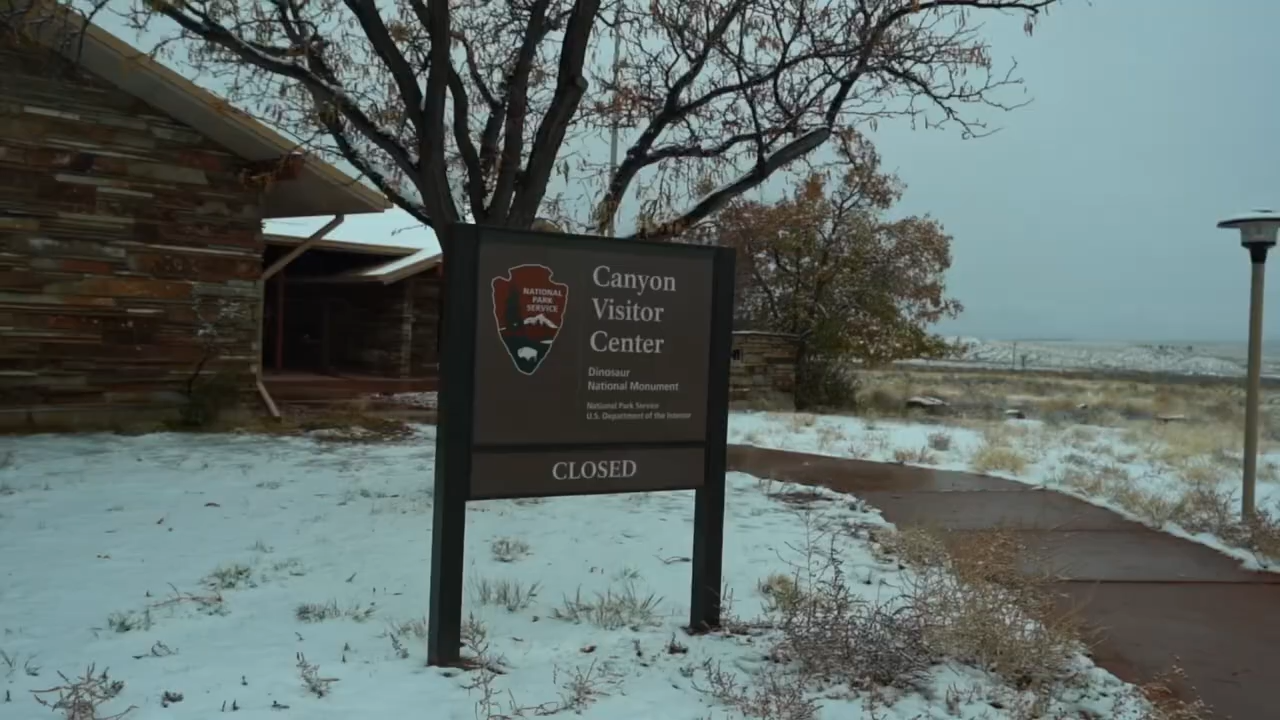 NATIONAL
PARK
SERVICE
Canyon
Visitor
Center
Dinosaur
National Monument
National Park Service
U.S. Department of the Interior
CLOSED